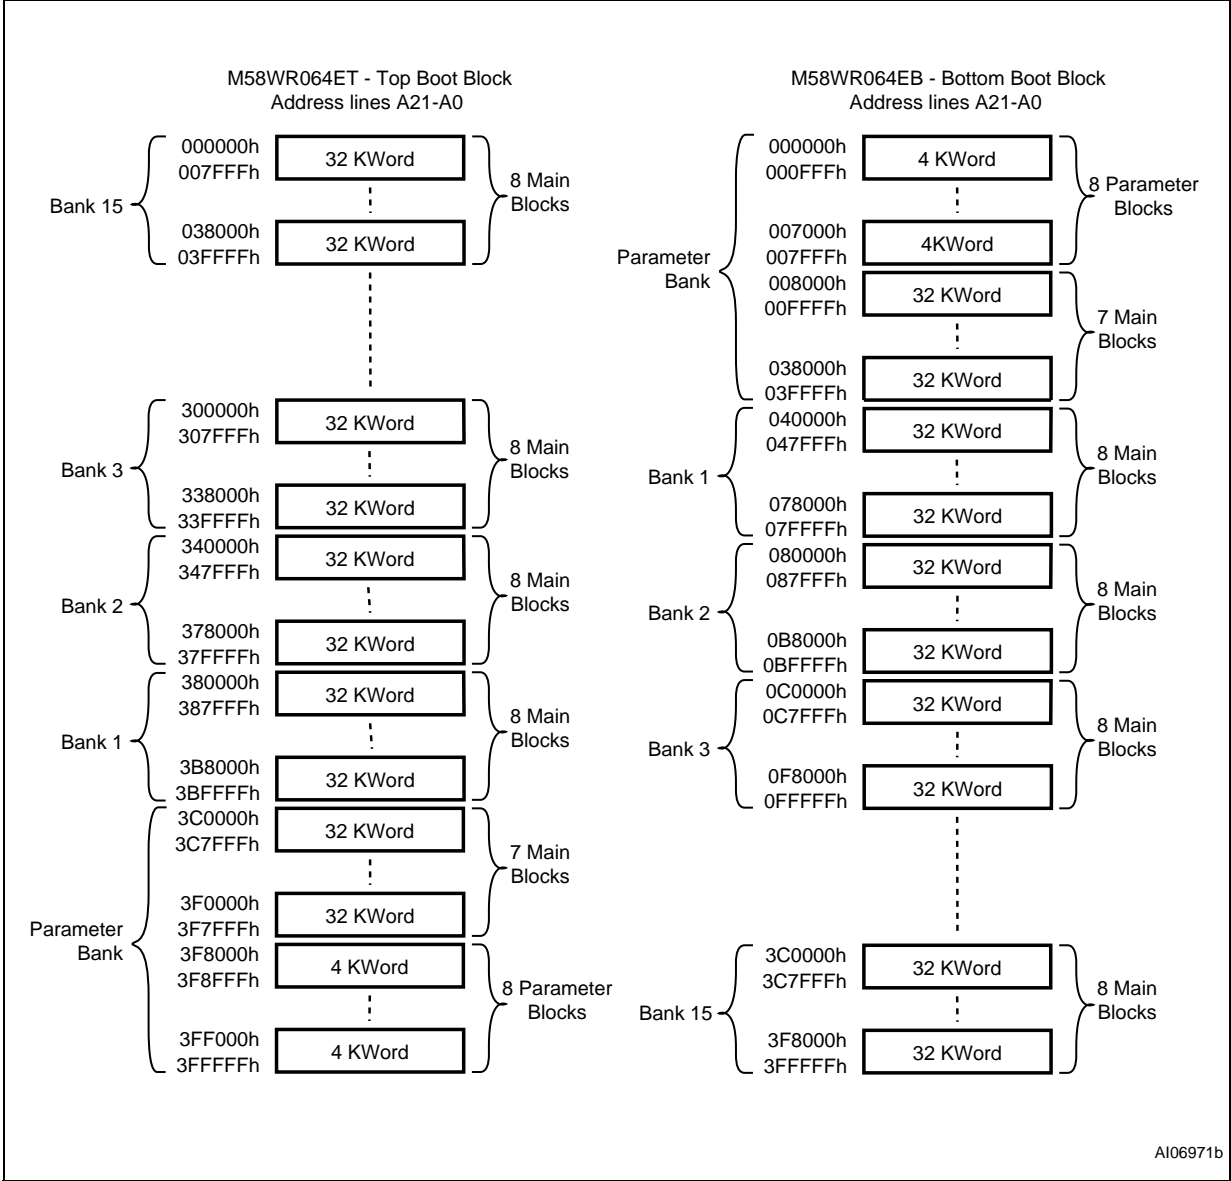 M58WR064ET - Top Boot Block
Address lines A21-A0
000000h
007FFFh
32 KWord
8 Main
Blocks
Bank 15
038000h
03FFFFh
32 KWord
300000h
307FFFh
32 KWord
8 Main
Blocks
Bank 3
338000h
33FFFFh
32 KWord
340000h
347FFFh
32 KWord
8 Main
Blocks
Bank 2
378000h
37FFFFh
32 KWord
380000h
387FFFh
32 KWord
8 Main
Blocks
Bank 1
3B8000h
3BFFFFh
32 KWord
3C0000h
3C7FFFh
32 KWord
7 Main
Blocks
3F0000h
3F7FFFh
32 KWord
Parameter
Bank
3F8000h
3F8FFFh
4 KWord
8 Parameter
Blocks
3FF000h
3FFFFFh
4 KWord
M58WR064EB - Bottom Boot Block
Address lines A21-A0
000000h
000FFFh
4 KWord
8 Parameter
Blocks
007000h
007FFFh
4KWord
Parameter
Bank
008000h
00FFFFh
32 KWord
7 Main
Blocks
038000h
03FFFFh
32 KWord
040000h
047FFFh
32 KWord
8 Main
Blocks
Bank 1
078000h
07FFFFh
32 KWord
080000h
087FFFh
32 KWord
8 Main
Blocks
Bank 2
0B8000h
0BFFFFh
32 KWord
0C0000h
0C7FFFh
32 KWord
8 Main
Blocks
Bank 3
0F8000h
0FFFFFh
32 KWord
3C0000h
3C7FFFh
32 KWord
8 Main
Blocks
Bank 15
3F8000h
3FFFFFh
32 KWord
AI06971b